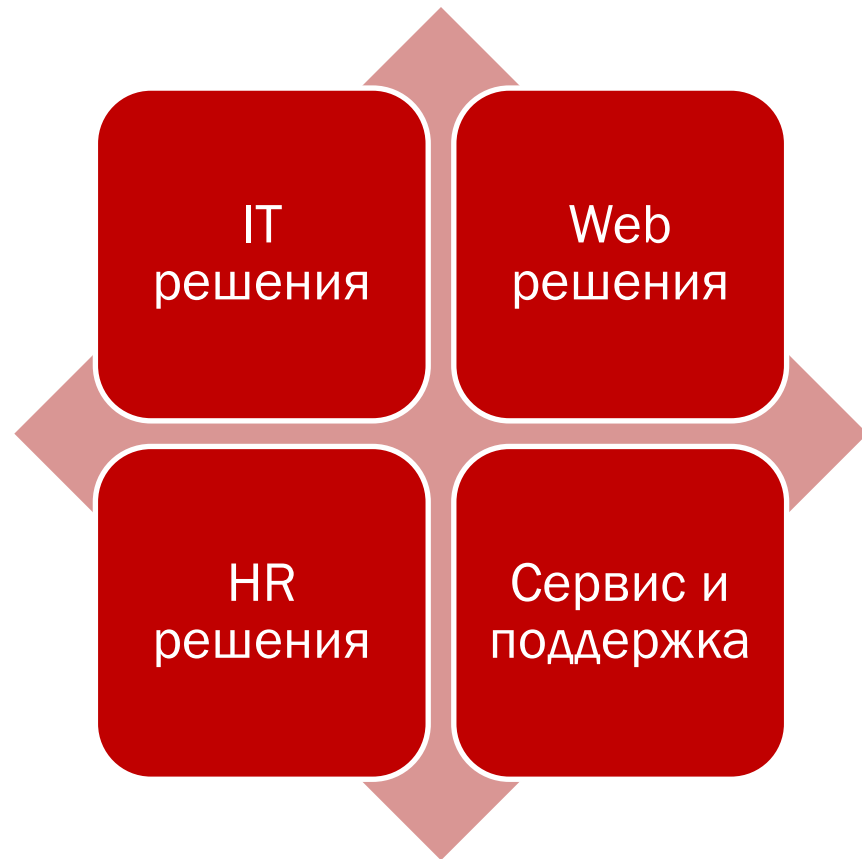 IT
решения
Web
решения
HR
решения
Сервис и
поддержка